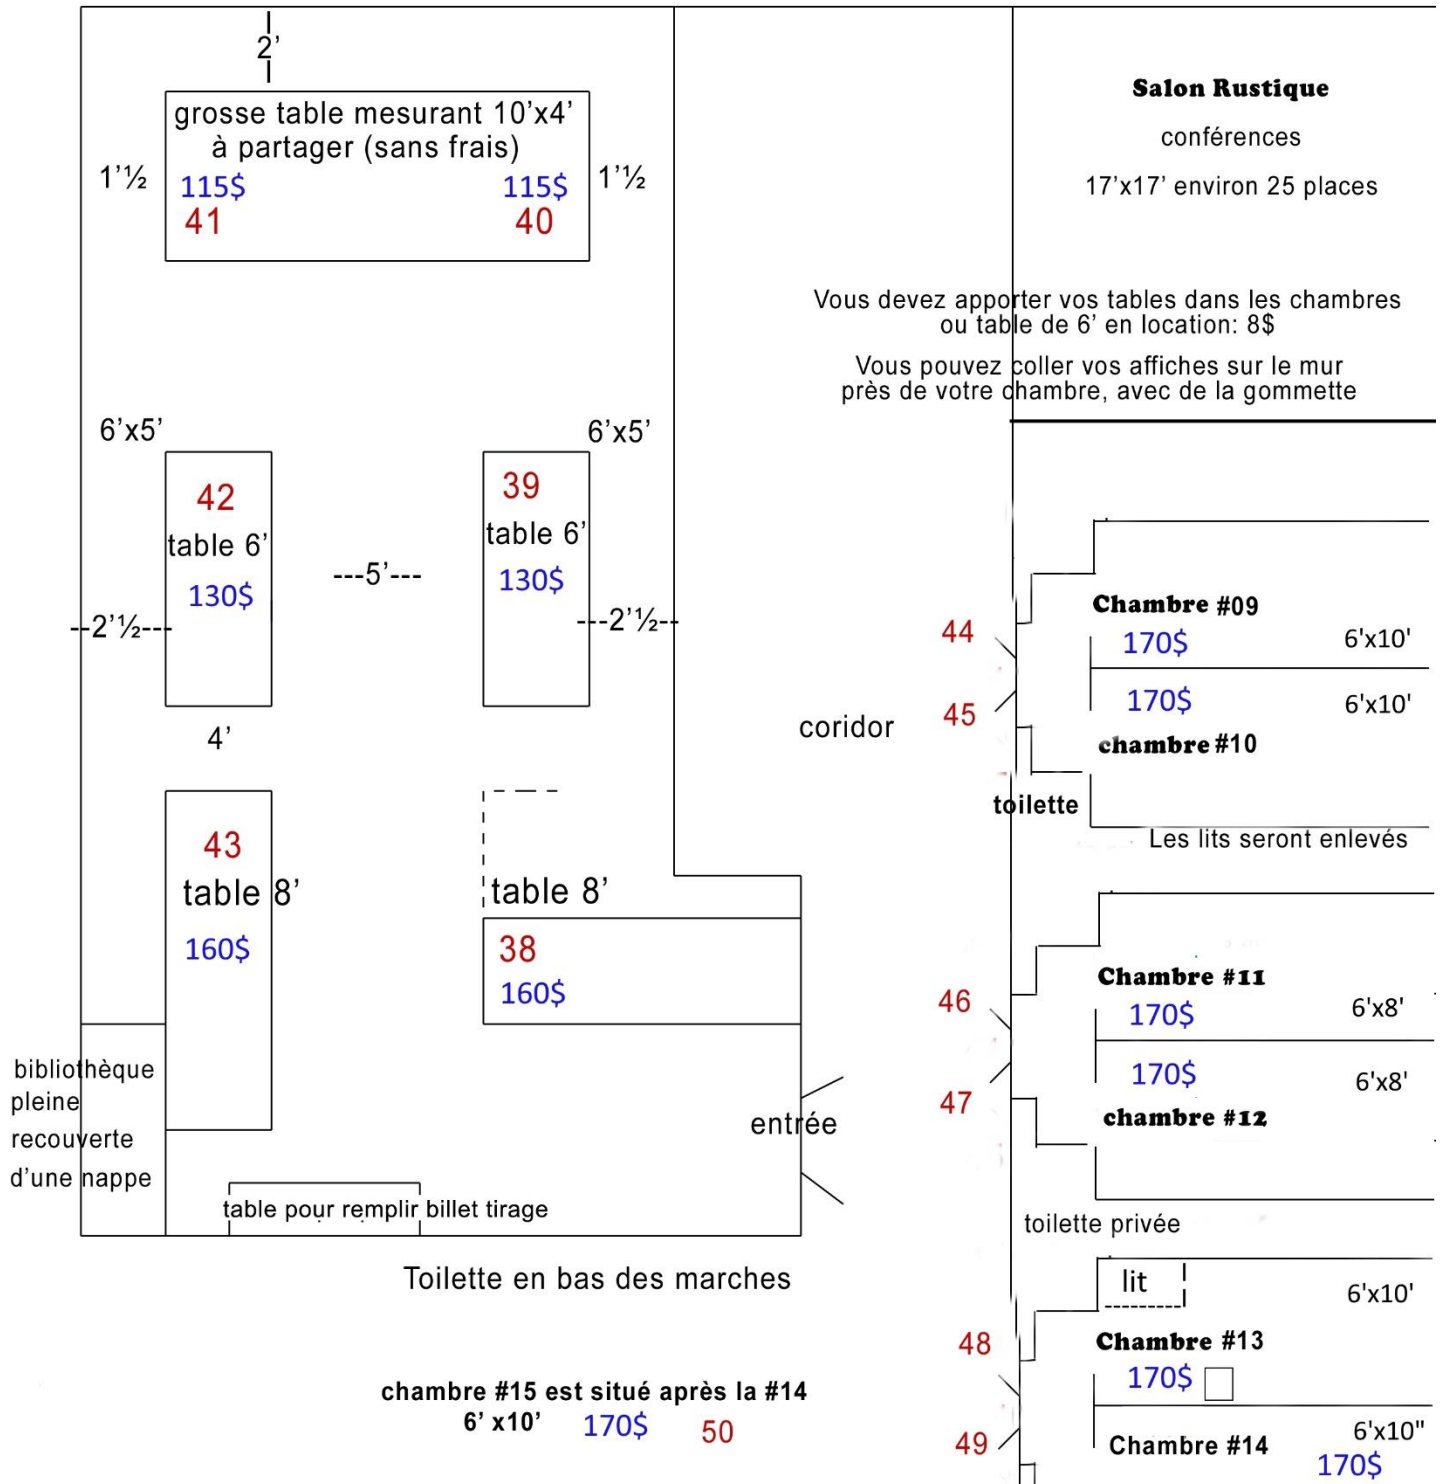 2'
grosse table mesurant 10'x4'
à partager (sans frais)
1'½
115$
115$
1'½
41
40
6'x5'
6'x5'
42
table 6'
130$
---5'---
39
table 6'
130$
--2'½---
---2'½--
4'
43
table 8'
160$
table 8'
38
160$
bibliothèque
pleine
recouverte
d'une nappe
entrée
table pour remplir billet tirage
Toilette en bas des marches
chambre #15 est situé après la #14
6' x10'
170$
50
coridor
Salon Rustique
conférences
17'x17' environ 25 places
Vous devez apporter vos tables dans les chambres
ou table de 6' en location: 8$
Vous pouvez coller vos affiches sur le mur
près de votre chambre, avec de la gommette
44
Chambre #09
170$
6'x10'
45
170$
6'x10'
chambre #10
toilette
Les lits seront enlevés
46
Chambre #11
170$
6'x8'
47
170$
6'x8'
chambre #12
toilette privée
lit
6'x10'
48
Chambre #13
170$
49
Chambre #14
6'x10"
170$